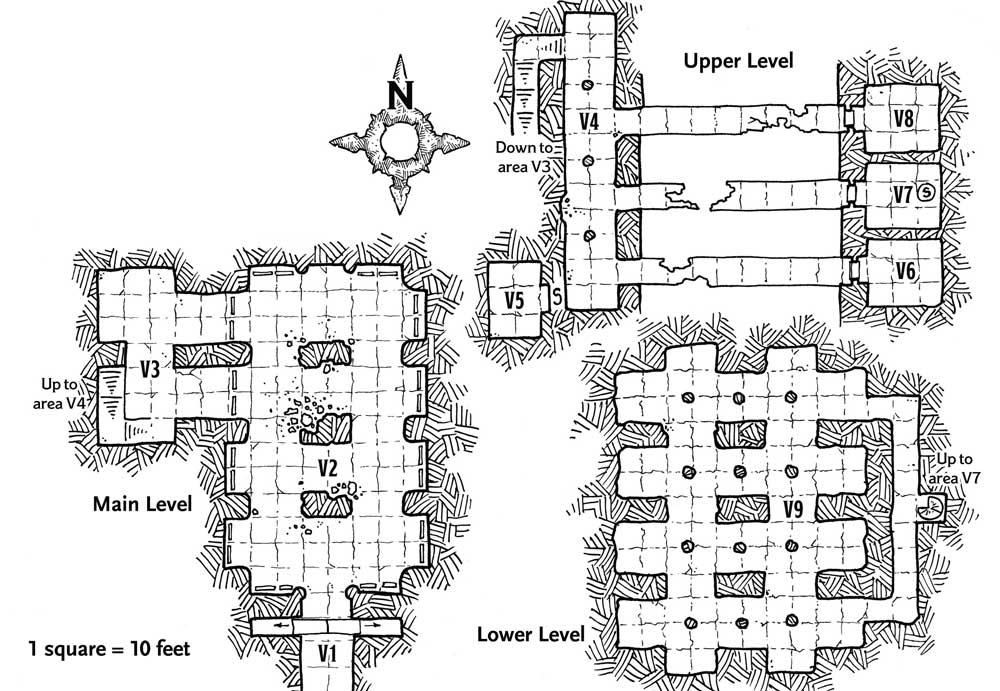 N
Upper Level
V4
V8
Down to
area V3
V7
S
V6
V5
S
V3
Up to
area V4
V2
Main Level
V9
Up to
area V7
V1
Lower Level
1 square = 10 feet